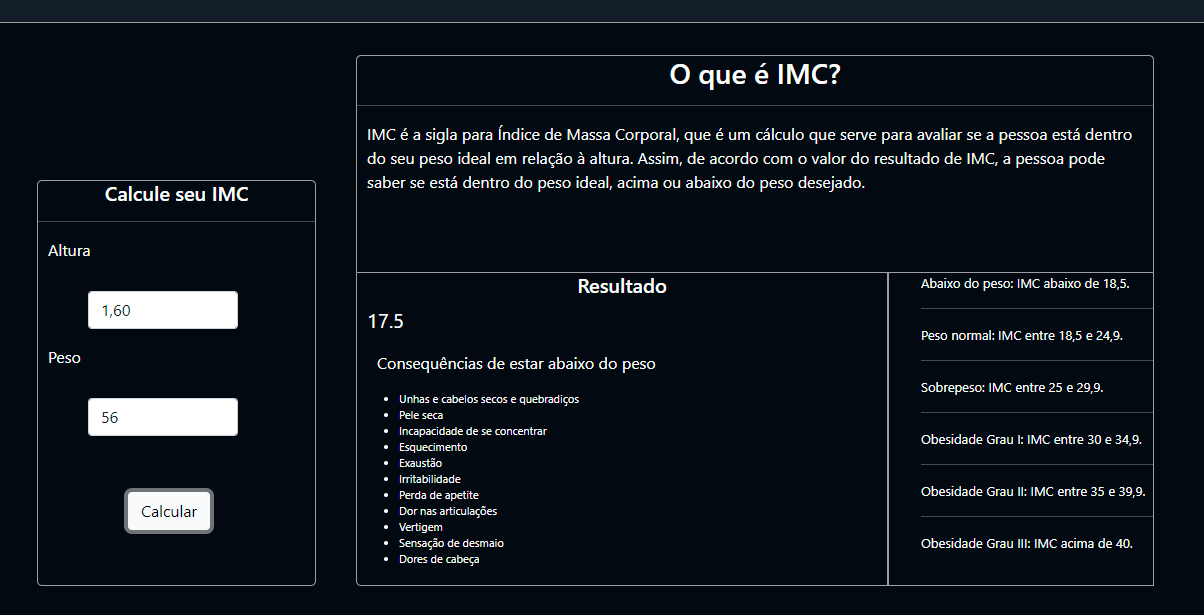 O que é IMC?
IMC é a sigla para Índice de Massa Corporal, que é um cálculo que serve para avaliar se a pessoa está dentro
do seu peso ideal em relação à altura. Assim, de acordo com o valor do resultado de IMC, a pessoa pode
saber se está dentro do peso ideal, acima ou abaixo do peso desejado.
Calcule seu IMC
Altura
1,60
Peso
56
Calcular
Resultado
17.5
Consequências de estar abaixo do peso
Unhas e cabelos secos e quebradiços
Pele seca
Incapacidade de se concentrar
Esquecimento
Exaustão
Irritabilidade
Perda de apetite
Dor nas articulações
Vertigem
Sensação de desmaio
Dores de cabeça
Abaixo do peso: IMC abaixo de 18,5.
Peso normal: IMC entre 18,5 e 24,9.
Sobrepeso: IMC entre 25 e 29,9.
Obesidade Grau I: IMC entre 30 e 34,9.
Obesidade Grau II: IMC entre 35 e 39,9.
Obesidade Grau III: IMC acima de 40.